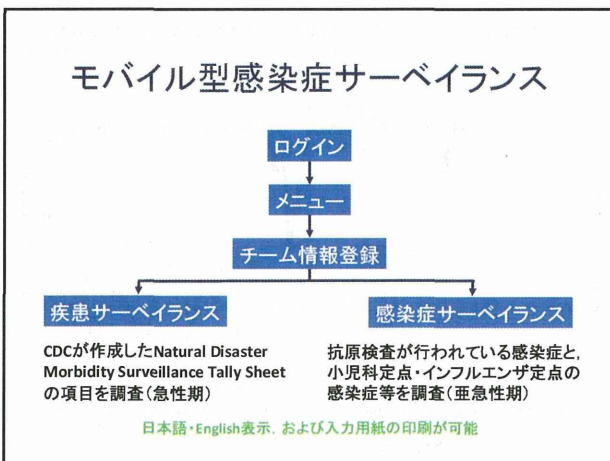 モバイル型感染症サーベイランス
ログイン
メニュー
チーム情報登録
疾患サーベイランス
感染症サーベイランス
CDCが作成したNatural Disaster
Morbidity Surveillance Tally Sheet
の項目を調査(急性期)
抗原検査が行われている感染症と,
小児科定点・インフルエンザ定点の
感染症等を調査(亜急性期)
日本語・English表示, および入力用紙の印刷が可能